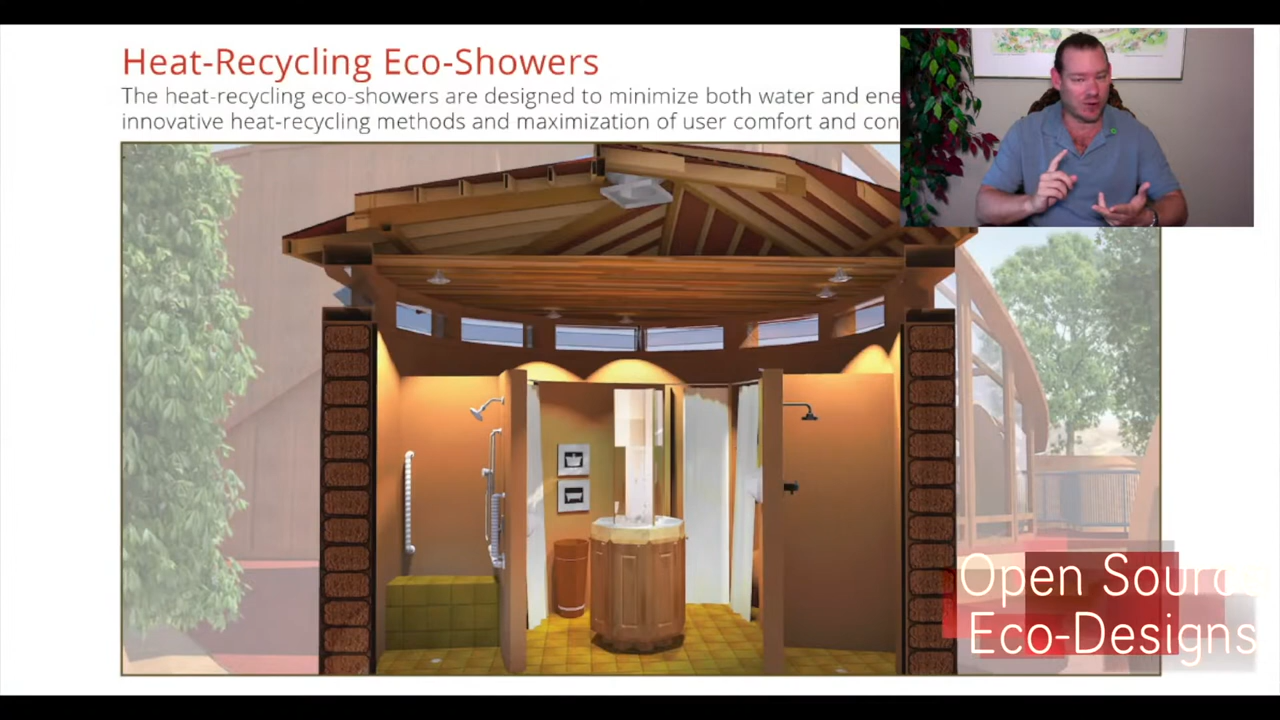 Heat-Recycling Eco-Showers
The heat-recycling eco-showers are designed to minimize both water and
innovative heat-recycling methods and maximization of user comfort and
Open Source
Eco-Designs